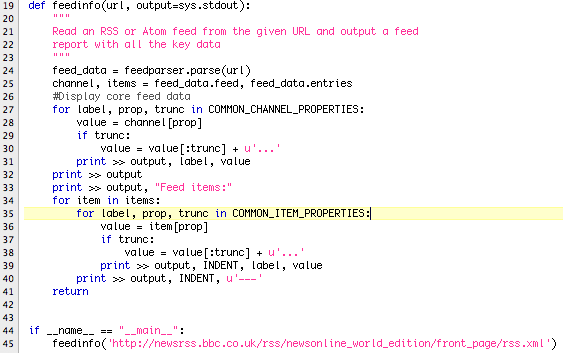 19 def feedinfo(url, output=sys.stdout):
20     """
21     Read an RSS or Atom feed from the given URL and output a feed
22     report with all the key data
23     """
24     feed_data = feedparser.parse(url)
25     channel, items = feed_data.feed, feed_data.entries
26     #Display core feed data
27     for label, prop, trunc in COMMON_CHANNEL_PROPERTIES:
28         value = channel[prop]
29         if trunc:
30             value = value[:trunc] + u'...'
31         print >> output, label, value
32     print >> output
33     print >> output, "Feed items:"
34     for item in items:
35         for label, prop, trunc in COMMON_ITEM_PROPERTIES:
36             value = item[prop]
37             if trunc:
38                 value = value[:trunc] + u'...'
39             print >> output, INDENT, label, value
40         print >> output, INDENT, u'---'
41     return
42
43
44 if __name__ == "__main__":
45     feedinfo('http://newsrss.bbc.co.uk/rss/newsonline_world_edition/front_page/rss.xml')